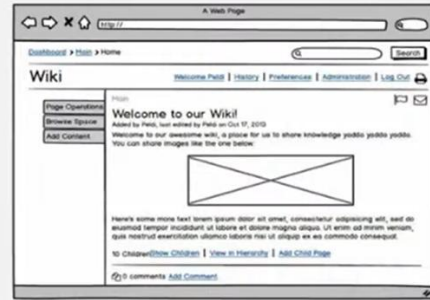 A Web Page
http://
Dashboard > Main > Home
Search
Wiki
Welcome Peldi | History | Preferences | Administration | Log Out
Page Operations
Browse Space
Add Content
Main
Welcome to our Wiki!
Added by Peldi, last edited by Peldi on Oct 17, 2013
Welcome to our awesome wiki, a place for us to share knowledge yadda yadda yadda.
You can share images like the one below:
Here's some more text lorem ipsum dolor sit amet, consectetur adipisicing elit, sed do
eiusmod tempor incididunt ut labore et dolore magna aliqua. Ut enim ad minim veniam,
quis nostrud exercitation ullamco laboris nisi ut aliquip ex ea commodo consequat.
10 Children Show Children | View in Hierarchy | Add Child Page
0 comments Add Comment